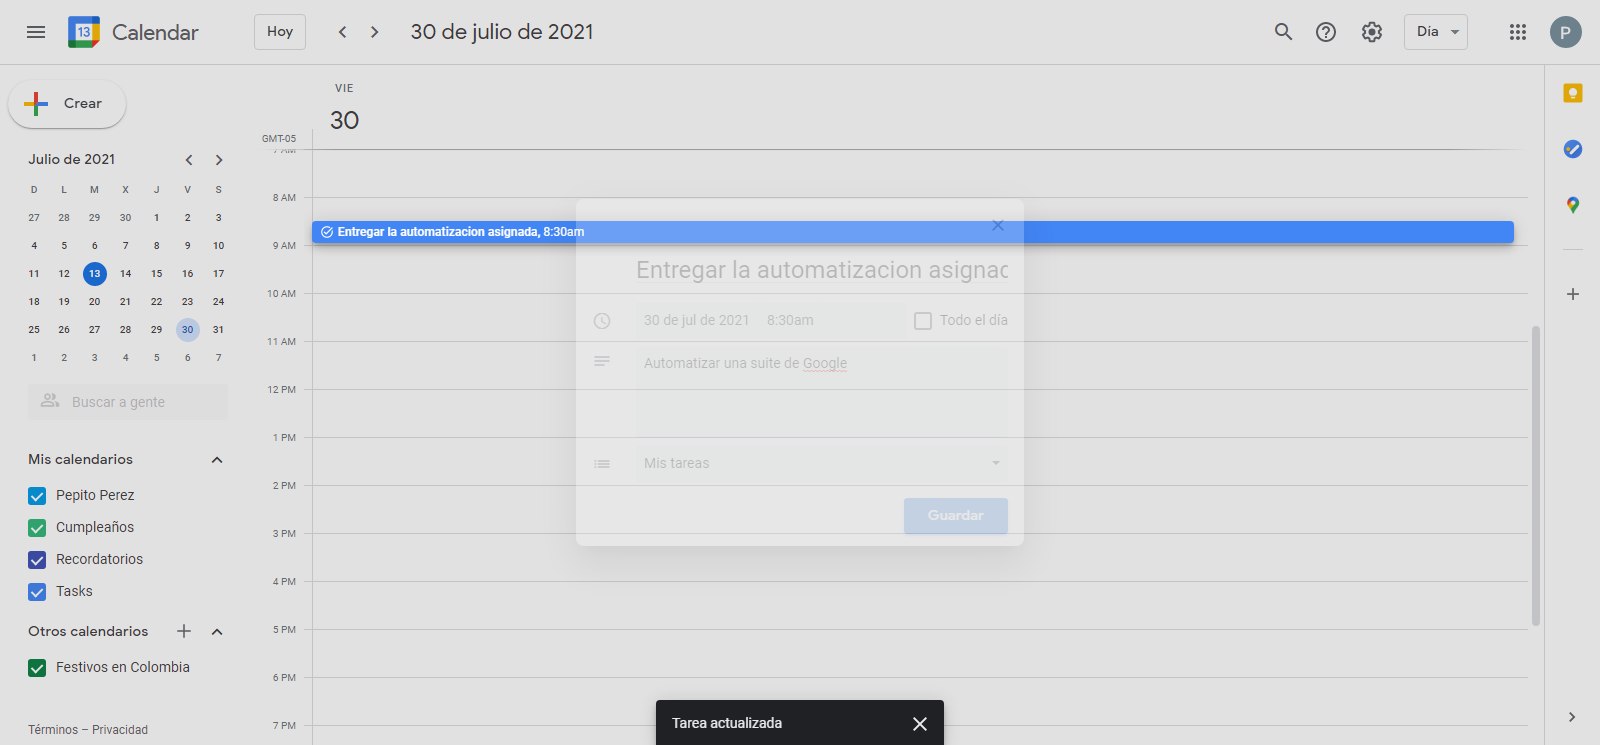 13 Calendar Hoy 30 de julio de 2021 Día P
Crear
Julio de 2021
D L M X J V S
27 28 29 30 1 2 3
4 5 6 7 8 9 10
11 12 13 14 15 16 17
18 19 20 21 22 23 24
25 26 27 28 29 30 31
1 2 3 4 5 6 7
Buscar a gente
Mis calendarios
Pepito Perez
Cumpleaños
Recordatorios
Tasks
Otros calendarios
Festivos en Colombia
Términos – Privacidad
VIE
30
GMT-05
7 AM
8 AM
Entregar la automatizacion asignada, 8:30am
9 AM
10 AM
11 AM
12 PM
1 PM
2 PM
3 PM
4 PM
5 PM
6 PM
7 PM
Entregar la automatizacion asignac
30 de jul de 2021 8:30am Todo el día
Automatizar una suite de Google
Mis tareas
Guardar
Tarea actualizada